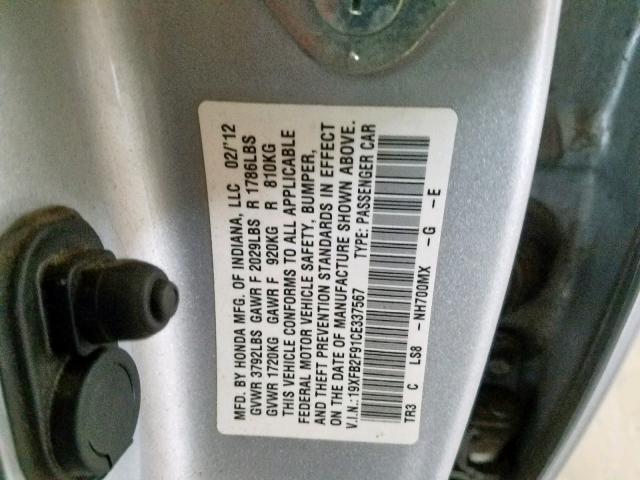 MFD. BY HONDA MFG. OF INDIANA, LLC 02/'12
GVWR 3792LBS GAWR F 2029LBS R 1786LBS
GVWR 1720KG GAWR F 920KG R 810KG
THIS VEHICLE CONFORMS TO ALL APPLICABLE
FEDERAL MOTOR VEHICLE SAFETY, BUMPER,
AND THEFT PREVENTION STANDARDS IN EFFECT
ON THE DATE OF MANUFACTURE SHOWN ABOVE.
V.I.N.: 19XFB2F91CE337567 TYPE: PASSENGER CAR
TR3 C LS8 - NH700MX - G - E